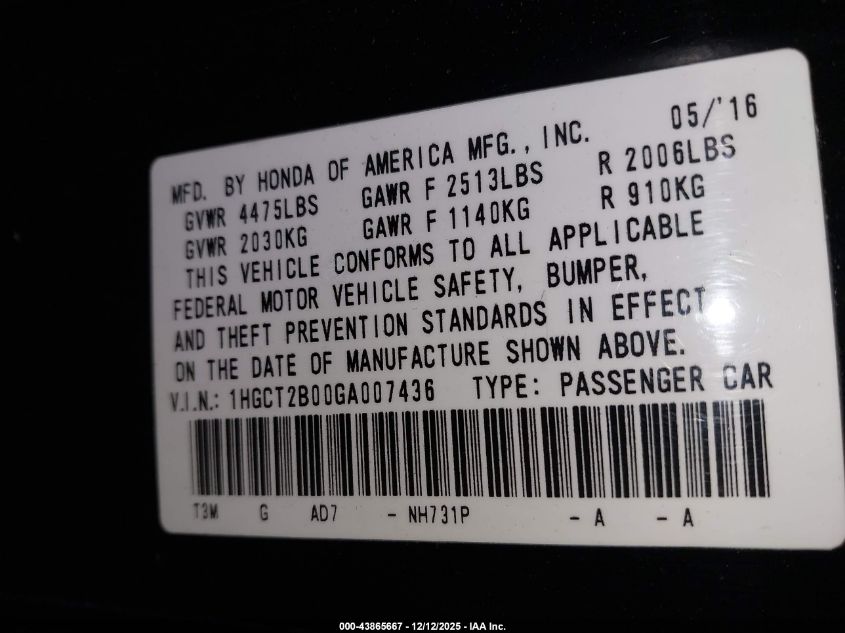 05/'16
MFD. BY HONDA OF AMERICA MFG., INC.
GVWR 4475LBS GAWR F 2513LBS R 2006LBS
GVWR 2030KG GAWR F 1140KG R 910KG
THIS VEHICLE CONFORMS TO ALL APPLICABLE
FEDERAL MOTOR VEHICLE SAFETY, BUMPER,
AND THEFT PREVENTION STANDARDS IN EFFECT
ON THE DATE OF MANUFACTURE SHOWN ABOVE.
V.I.N.: 1HGCT2B00GA007436 TYPE: PASSENGER CAR
T3M G AD7 - NH731P - A - A
000-43865667 - 12/12/2025 - IAA Inc.